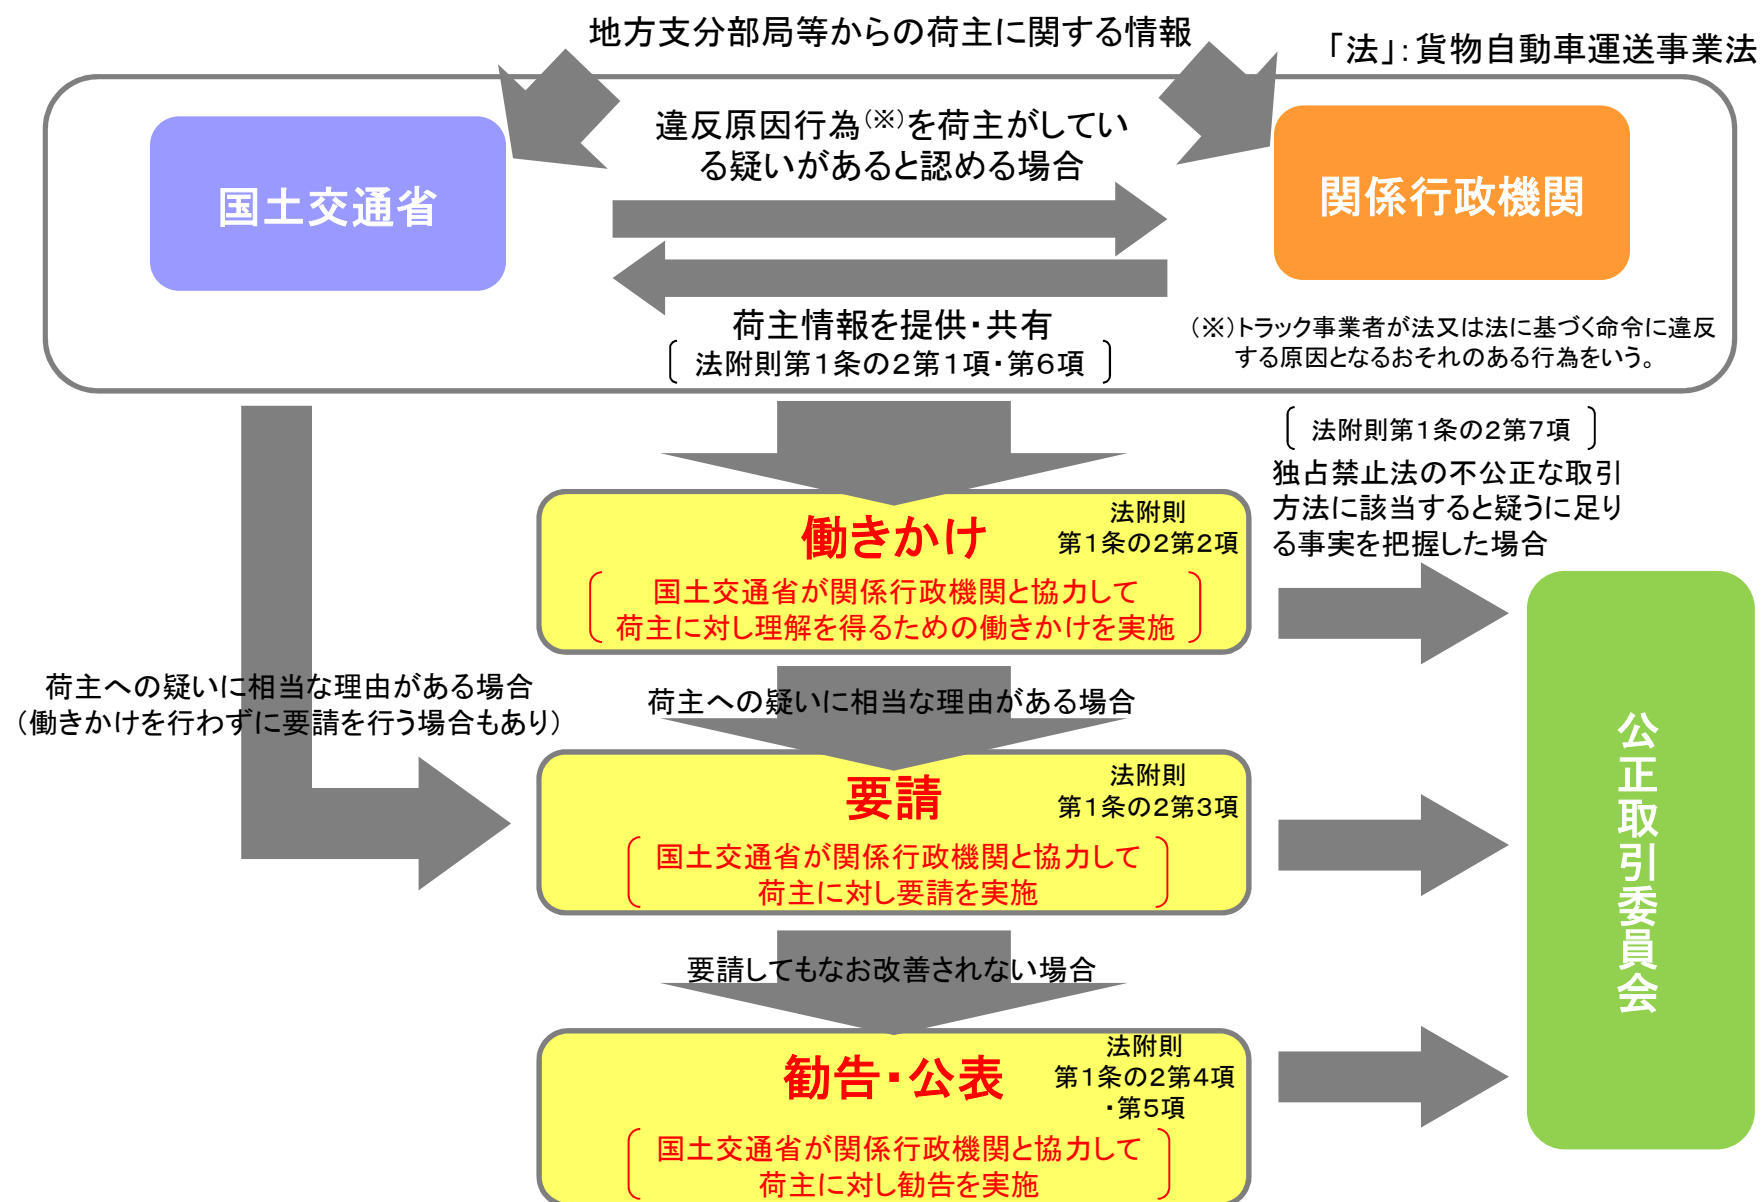 地方支分部局等からの荷主に関する情報
「法」：貨物自動車運送事業法
違反原因行為（※）を荷主がしてい
る疑いがあると認める場合
国土交通省
関係行政機関
荷主情報を提供・共有
法附則第１条の２第１項・第６項
（※）トラック事業者が法又は法に基づく命令に違反
する原因となるおそれのある行為をいう。
法附則第１条の２第７項
独占禁止法の不公正な取引
方法に該当すると疑うに足り
る事実を把握した場合
働きかけ
法附則
第１条の２第２項
国土交通省が関係行政機関と協力して
荷主に対し理解を得るための働きかけを実施
荷主への疑いに相当な理由がある場合
（働きかけを行わずに要請を行う場合もあり）
荷主への疑いに相当な理由がある場合
要請
法附則
第１条の２第３項
国土交通省が関係行政機関と協力して
荷主に対し要請を実施
公正取引委員会
要請してもなお改善されない場合
勧告・公表
法附則
第１条の２第４項
・第５項
国土交通省が関係行政機関と協力して
荷主に対し勧告を実施